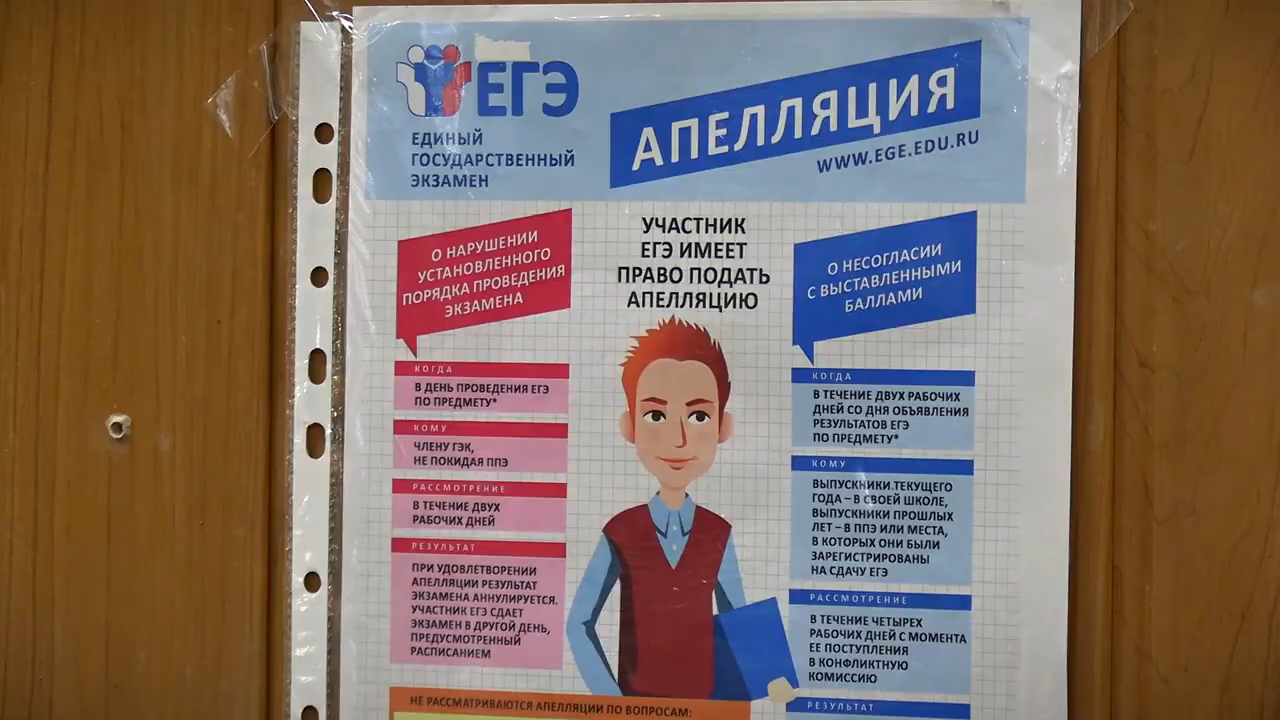 ЕГЭ
ЕДИНЫЙ
ГОСУДАРСТВЕННЫЙ
ЭКЗАМЕН
АПЕЛЛЯЦИЯ
WWW.EGE.EDU.RU
УЧАСТНИК
ЕГЭ ИМЕЕТ
ПРАВО ПОДАТЬ
АПЕЛЛЯЦИЮ
О НАРУШЕНИИ
УСТАНОВЛЕННОГО
ПОРЯДКА ПРОВЕДЕНИЯ
ЭКЗАМЕНА
КОГДА
В ДЕНЬ ПРОВЕДЕНИЯ ЕГЭ
ПО ПРЕДМЕТУ*
КОМУ
ЧЛЕНУ ГЭК,
НЕ ПОКИДАЯ ППЭ
РАССМОТРЕНИЕ
В ТЕЧЕНИЕ ДВУХ
РАБОЧИХ ДНЕЙ
РЕЗУЛЬТАТ
ПРИ УДОВЛЕТВОРЕНИИ
АПЕЛЛЯЦИИ РЕЗУЛЬТАТ
ЭКЗАМЕНА АННУЛИРУЕТСЯ.
УЧАСТНИК ЕГЭ СДАЕТ
ЭКЗАМЕН В ДРУГОЙ ДЕНЬ,
ПРЕДУСМОТРЕННЫЙ
РАСПИСАНИЕМ
О НЕСОГЛАСИИ
С ВЫСТАВЛЕННЫМИ
БАЛЛАМИ
КОГДА
В ТЕЧЕНИЕ ДВУХ РАБОЧИХ
ДНЕЙ СО ДНЯ ОБЪЯВЛЕНИЯ
РЕЗУЛЬТАТОВ ЕГЭ
ПО ПРЕДМЕТУ*
КОМУ
ВЫПУСКНИКИ ТЕКУЩЕГО
ГОДА – В СВОЕЙ ШКОЛЕ,
ВЫПУСКНИКИ ПРОШЛЫХ
ЛЕТ – В ППЭ ИЛИ МЕСТА,
В КОТОРЫХ ОНИ БЫЛИ
ЗАРЕГИСТРИРОВАНЫ
НА СДАЧУ ЕГЭ
РАССМОТРЕНИЕ
В ТЕЧЕНИЕ ЧЕТЫРЕХ
РАБОЧИХ ДНЕЙ С МОМЕНТА
ЕЕ ПОСТУПЛЕНИЯ
В КОНФЛИКТНУЮ
КОМИССИЮ
РЕЗУЛЬТАТ
НЕ РАССМАТРИВАЮТСЯ АПЕЛЛЯЦИИ ПО ВОПРОСАМ: